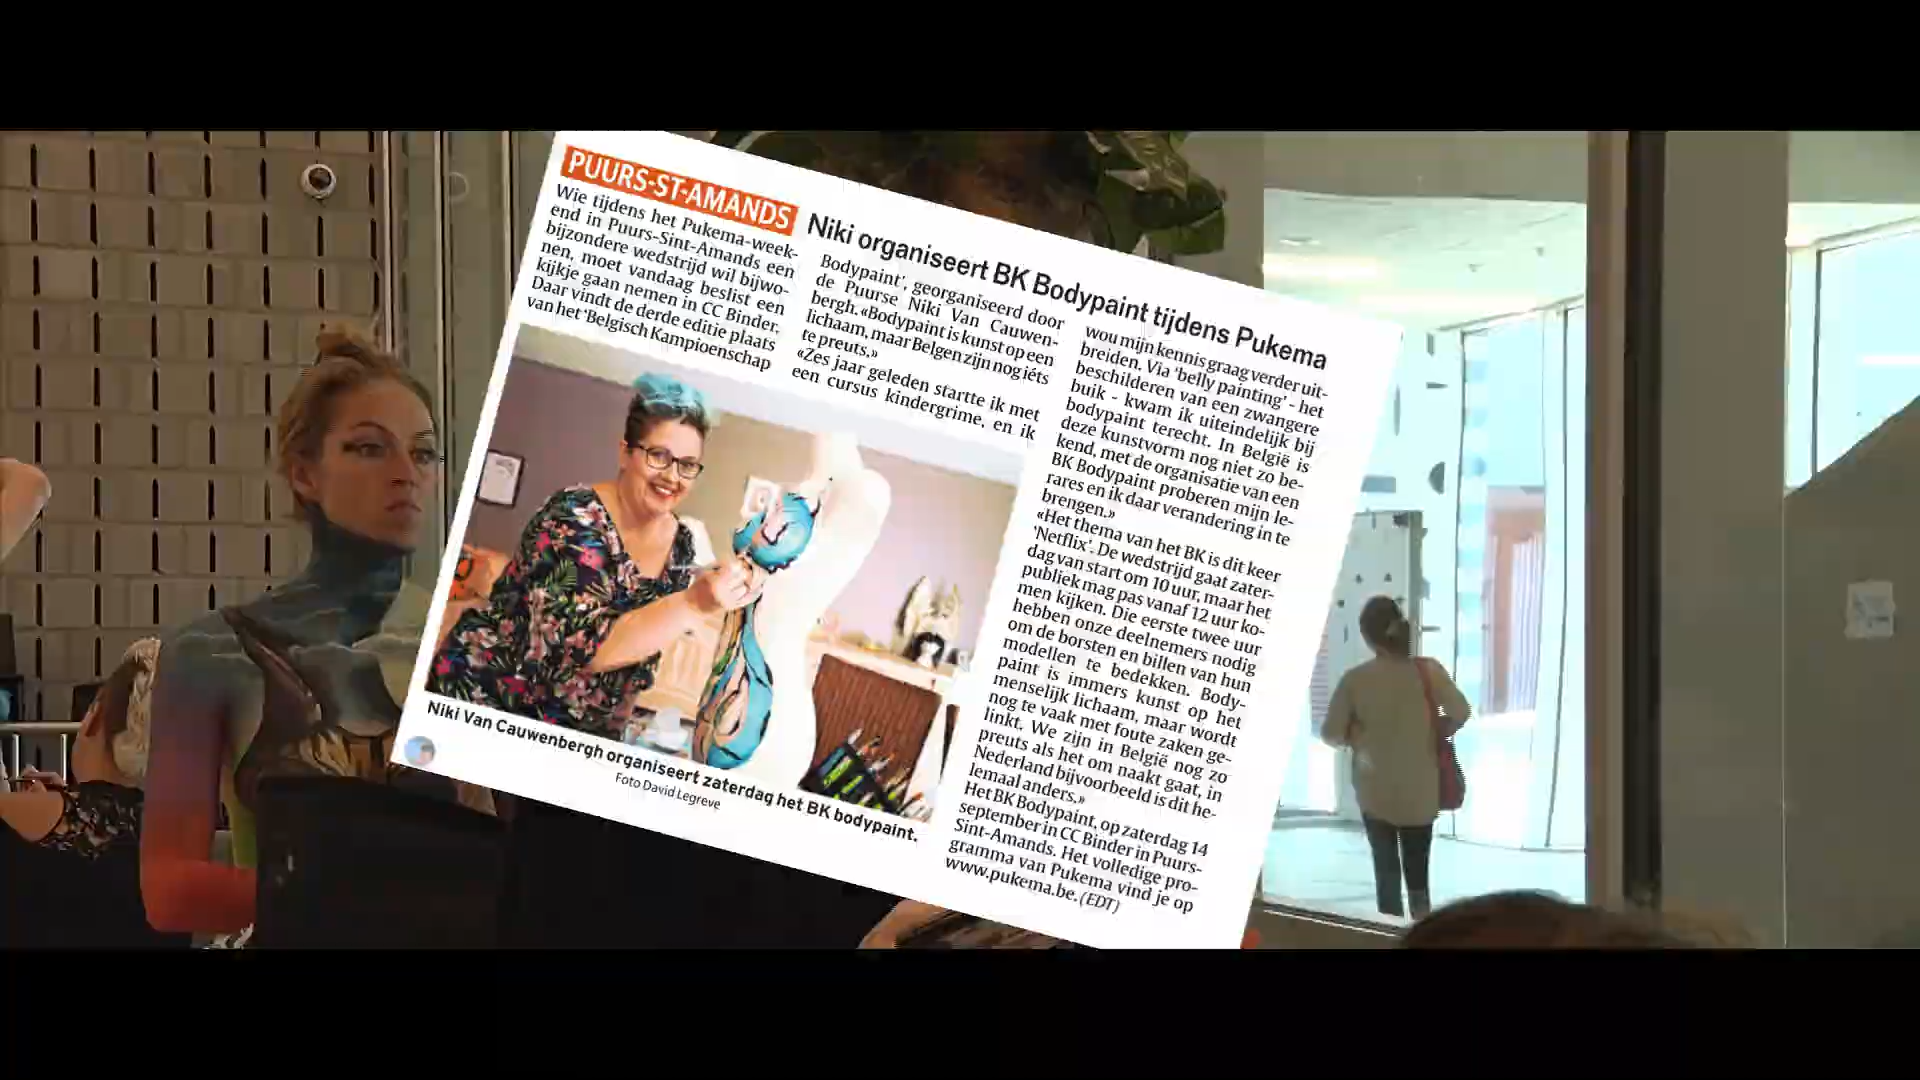 PUURS-ST-AMANDS
Niki organiseert BK Bodypaint tijdens Pukema
Wie tijdens het Pukema-week-
end in Puurs-Sint-Amands een
bijzondere wedstrijd wil bijwo-
nen, moet vandaag beslist een
kijkje gaan nemen in CC Binder.
Daar vindt de derde editie plaats
van het 'Belgisch Kampioenschap
Bodypaint', georganiseerd door
de Puurse Niki Van Cauwen-
bergh. «Bodypaint is kunst op een
lichaam, maar Belgen zijn nog iéts
te preuts.»
«Zes jaar geleden startte ik met
een cursus kindergrime, en ik
wou mijn kennis graag verder uit-
breiden. Via 'belly painting' - het
beschilderen van een zwangere
buik - kwam ik uiteindelijk bij
bodypaint terecht. In België is
deze kunstvorm nog niet zo be-
kend, met de organisatie van een
BK Bodypaint proberen mijn le-
rares en ik daar verandering in te
brengen.»
«Het thema van het BK is dit keer
'Netflix'. De wedstrijd gaat zater-
dag van start om 10 uur, maar het
publiek mag pas vanaf 12 uur ko-
men kijken. Die eerste twee uur
hebben onze deelnemers nodig
om de borsten en billen van hun
modellen te bedekken. Body-
paint is immers kunst op het
menselijk lichaam, maar wordt
nog te vaak met foute zaken ge-
linkt. We zijn in België nog zo
preuts als het om naakt gaat, in
Nederland bijvoorbeeld is dit he-
lemaal anders.»
Het BK Bodypaint, op zaterdag 14
september in CC Binder in Puurs-
Sint-Amands. Het volledige pro-
gramma van Pukema vind je op
www.pukema.be. (EDT)
Niki Van Cauwenbergh organiseert zaterdag het BK bodypaint.
Foto David Legreve